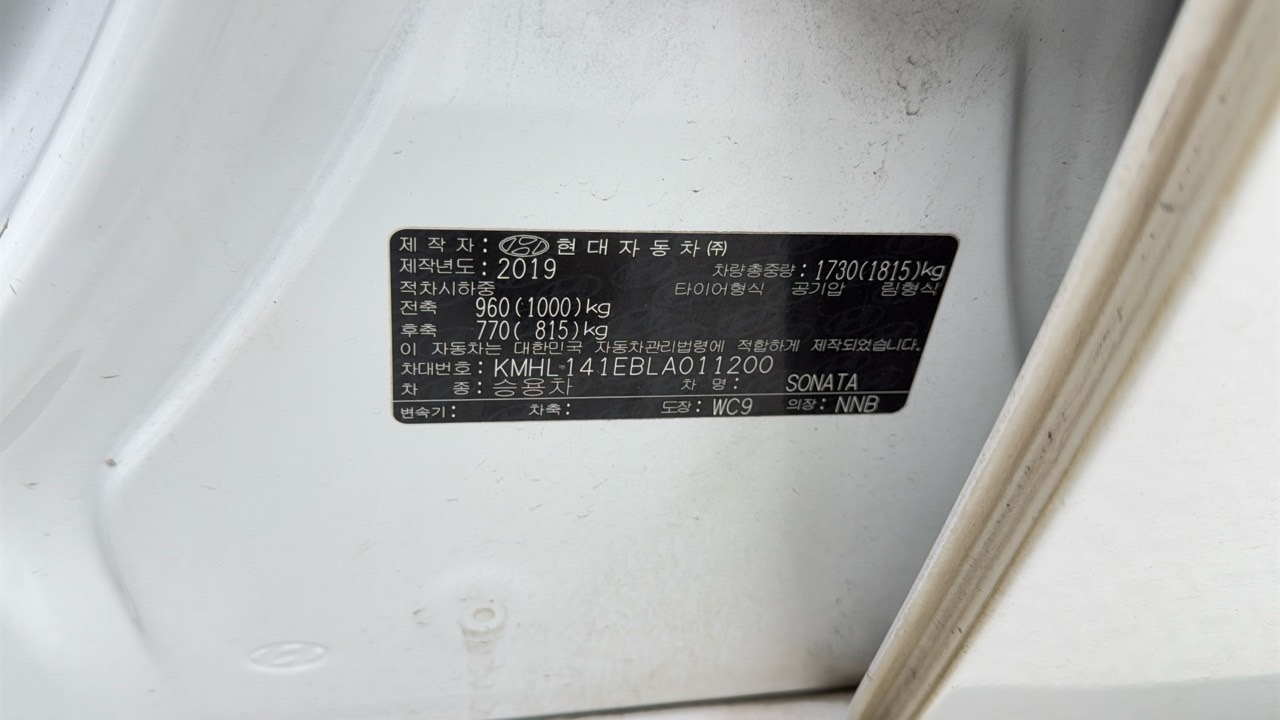 제 작 자 : 현 대 자 동 차 ㈜
제작년도 : 2019 차량총중량 : 1730(1815)kg
적차시하중 타이어형식 공기압 림형식
전축 960(1000)kg
후축 770( 815)kg
이 자동차는 대한민국 자동차관리법령에 적합하게 제작되었습니다.
차대번호 : KMHL141EBLA011200
차 종 : 승용차 차 명 : SONATA
변속기 : 차축 : 도장 : WC9 의장 : NNB